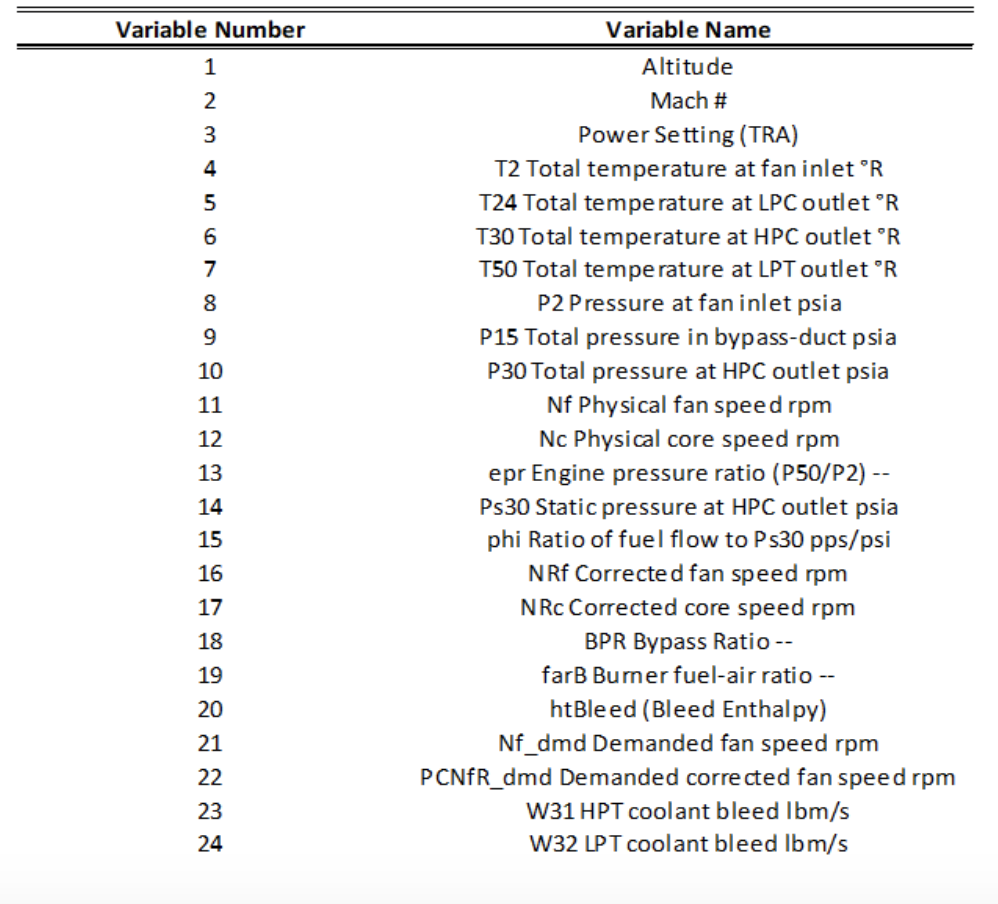 Variable Number Variable Name
1 Altitude
2 Mach #
3 Power Setting (TRA)
4 T2 Total temperature at fan inlet °R
5 T24 Total temperature at LPC outlet °R
6 T30 Total temperature at HPC outlet °R
7 T50 Total temperature at LPT outlet °R
8 P2 Pressure at fan inlet psia
9 P15 Total pressure in bypass-duct psia
10 P30 Total pressure at HPC outlet psia
11 Nf Physical fan speed rpm
12 Nc Physical core speed rpm
13 epr Engine pressure ratio (P50/P2) --
14 Ps30 Static pressure at HPC outlet psia
15 phi Ratio of fuel flow to Ps30 pps/psi
16 NRf Corrected fan speed rpm
17 NRc Corrected core speed rpm
18 BPR Bypass Ratio --
19 farB Burner fuel-air ratio --
20 htBleed (Bleed Enthalpy)
21 Nf_dmd Demanded fan speed rpm
22 PCNfR_dmd Demanded corrected fan speed rpm
23 W31 HPT coolant bleed lbm/s
24 W32 LPT coolant bleed lbm/s